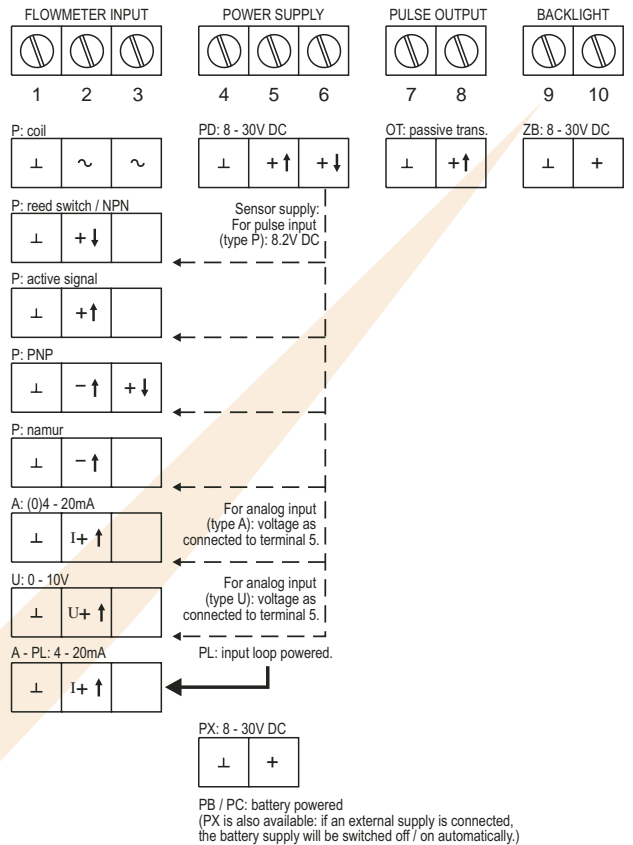 FLOWMETER INPUT POWER SUPPLY PULSE OUTPUT BACKLIGHT
1 2 3 4 5 6 7 8 9 10
P: coil PD: 8 - 30V DC OT: passive trans. ZB: 8 - 30V DC
⊥ ~ ~ ⊥ +↑ +↓ ⊥ +↑ ⊥ +
P: reed switch / NPN
⊥ +↓
Sensor supply:
For pulse input
(type P): 8.2V DC
P: active signal
⊥ +↑
P: PNP
⊥ −↑ +↓
P: namur
⊥ −↑
A: (0)4 - 20mA
⊥ I+ ↑
For analog input
(type A): voltage as
connected to terminal 5.
U: 0 - 10V
⊥ U+ ↑
For analog input
(type U): voltage as
connected to terminal 5.
A - PL: 4 - 20mA PL: input loop powered.
⊥ I+ ↑
PX: 8 - 30V DC
⊥ +
PB / PC: battery powered
(PX is also available: if an external supply is connected,
the battery supply will be switched off / on automatically.)